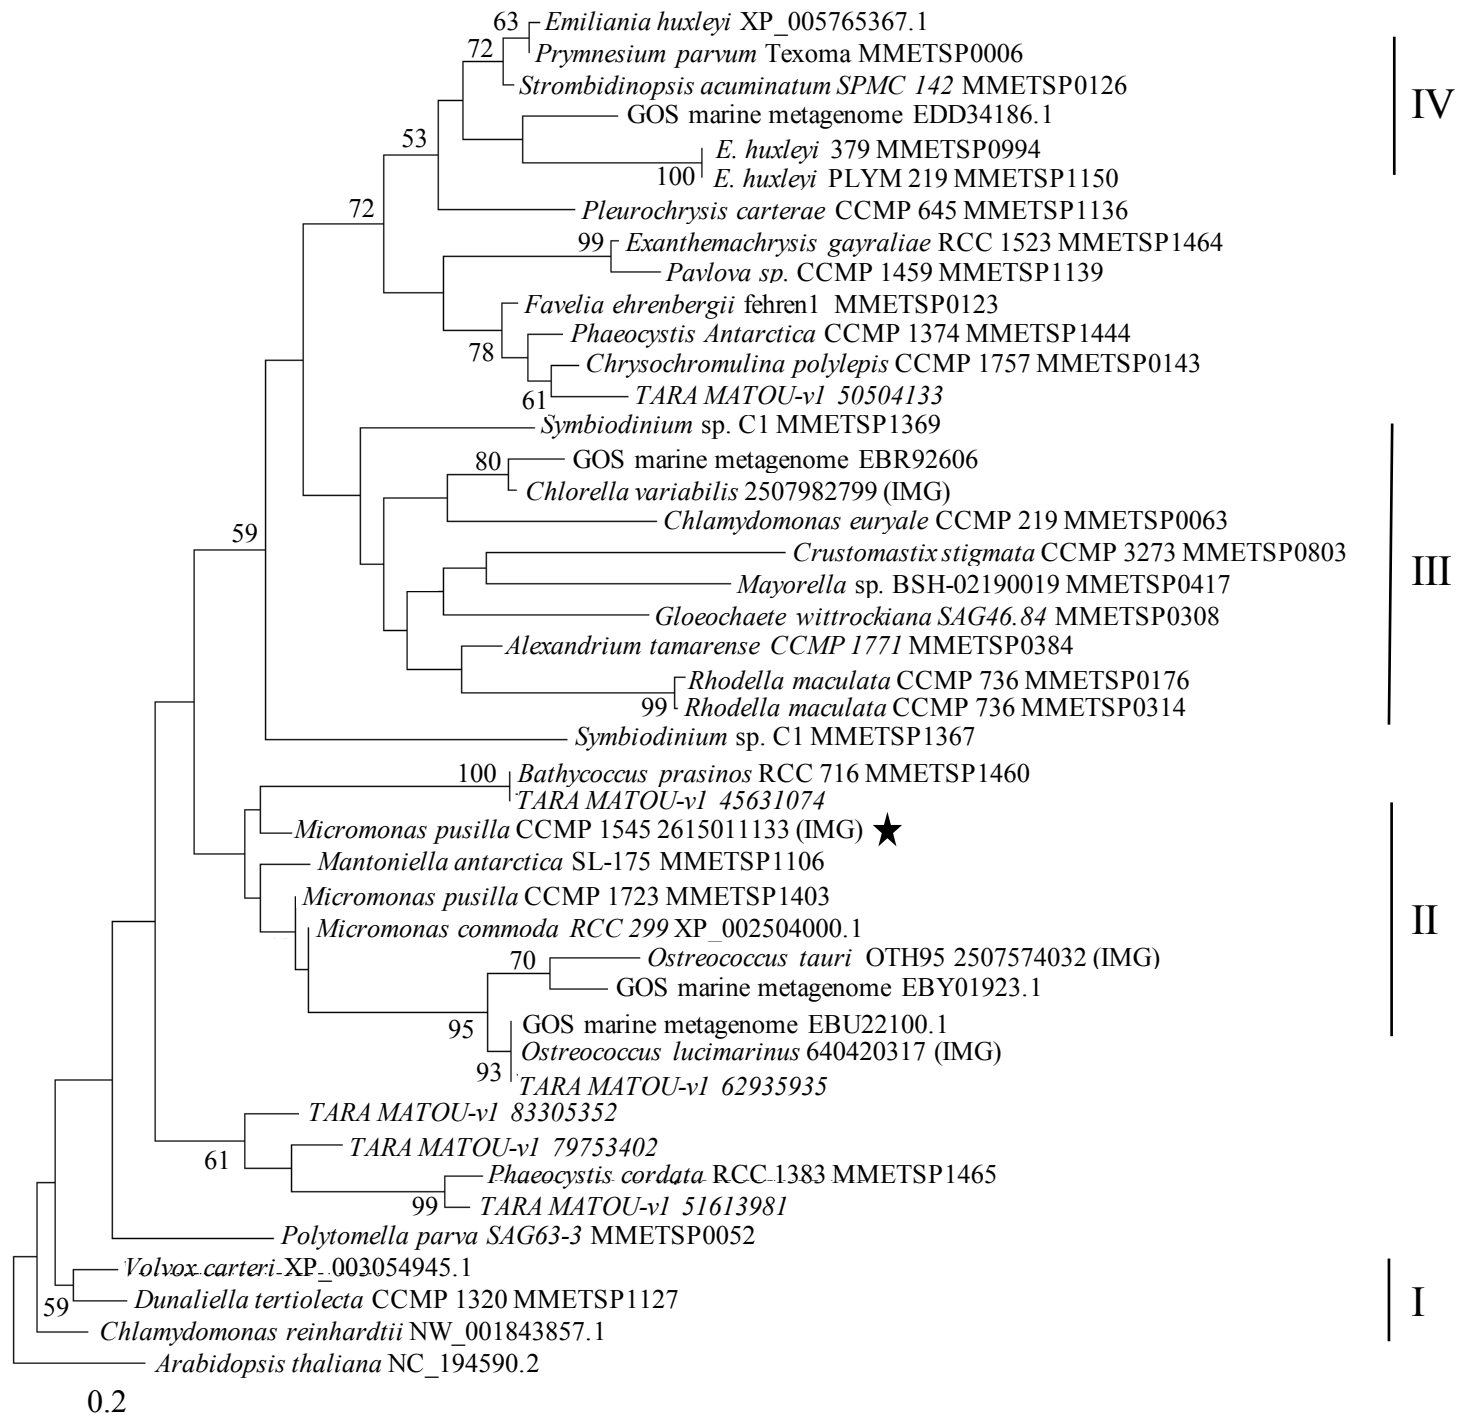 63
Emiliania huxleyi XP_005765367.1
72
Prymnesium parvum Texoma MMETSP0006
Strombidinopsis acuminatum SPMC 142 MMETSP0126
IV
GOS marine metagenome EDD34186.1
53
E. huxleyi 379 MMETSP0994
100
E. huxleyi PLYM 219 MMETSP1150
72
Pleurochrysis carterae CCMP 645 MMETSP1136
99
Exanthemachrysis gayraliae RCC 1523 MMETSP1464
Pavlova sp. CCMP 1459 MMETSP1139
Favelia ehrenbergii fehren1 MMETSP0123
Phaeocystis Antarctica CCMP 1374 MMETSP1444
78
Chrysochromulina polylepis CCMP 1757 MMETSP0143
61
TARA MATOU-v1 50504133
Symbiodinium sp. C1 MMETSP1369
80
GOS marine metagenome EBR92606
Chlorella variabilis 2507982799 (IMG)
Chlamydomonas euryale CCMP 219 MMETSP0063
59
Crustomastix stigmata CCMP 3273 MMETSP0803
III
Mayorella sp. BSH-02190019 MMETSP0417
Gloeochaete wittrockiana SAG46.84 MMETSP0308
Alexandrium tamarense CCMP 1771 MMETSP0384
Rhodella maculata CCMP 736 MMETSP0176
99
Rhodella maculata CCMP 736 MMETSP0314
Symbiodinium sp. C1 MMETSP1367
100
Bathycoccus prasinos RCC 716 MMETSP1460
TARA MATOU-v1 45631074
Micromonas pusilla CCMP 1545 2615011133 (IMG) ★
Mantoniella antarctica SL-175 MMETSP1106
Micromonas pusilla CCMP 1723 MMETSP1403
II
Micromonas commoda RCC 299 XP_002504000.1
70
Ostreococcus tauri OTH95 2507574032 (IMG)
GOS marine metagenome EBY01923.1
95
GOS marine metagenome EBU22100.1
Ostreococcus lucimarinus 640420317 (IMG)
93
TARA MATOU-v1 62935935
TARA MATOU-v1 83305352
TARA MATOU-v1 79753402
61
Phaeocystis cordata RCC 1383 MMETSP1465
99
TARA MATOU-v1 51613981
Polytomella parva SAG63-3 MMETSP0052
Volvox carteri XP_003054945.1
59
Dunaliella tertiolecta CCMP 1320 MMETSP1127
I
Chlamydomonas reinhardtii NW_001843857.1
Arabidopsis thaliana NC_194590.2
0.2